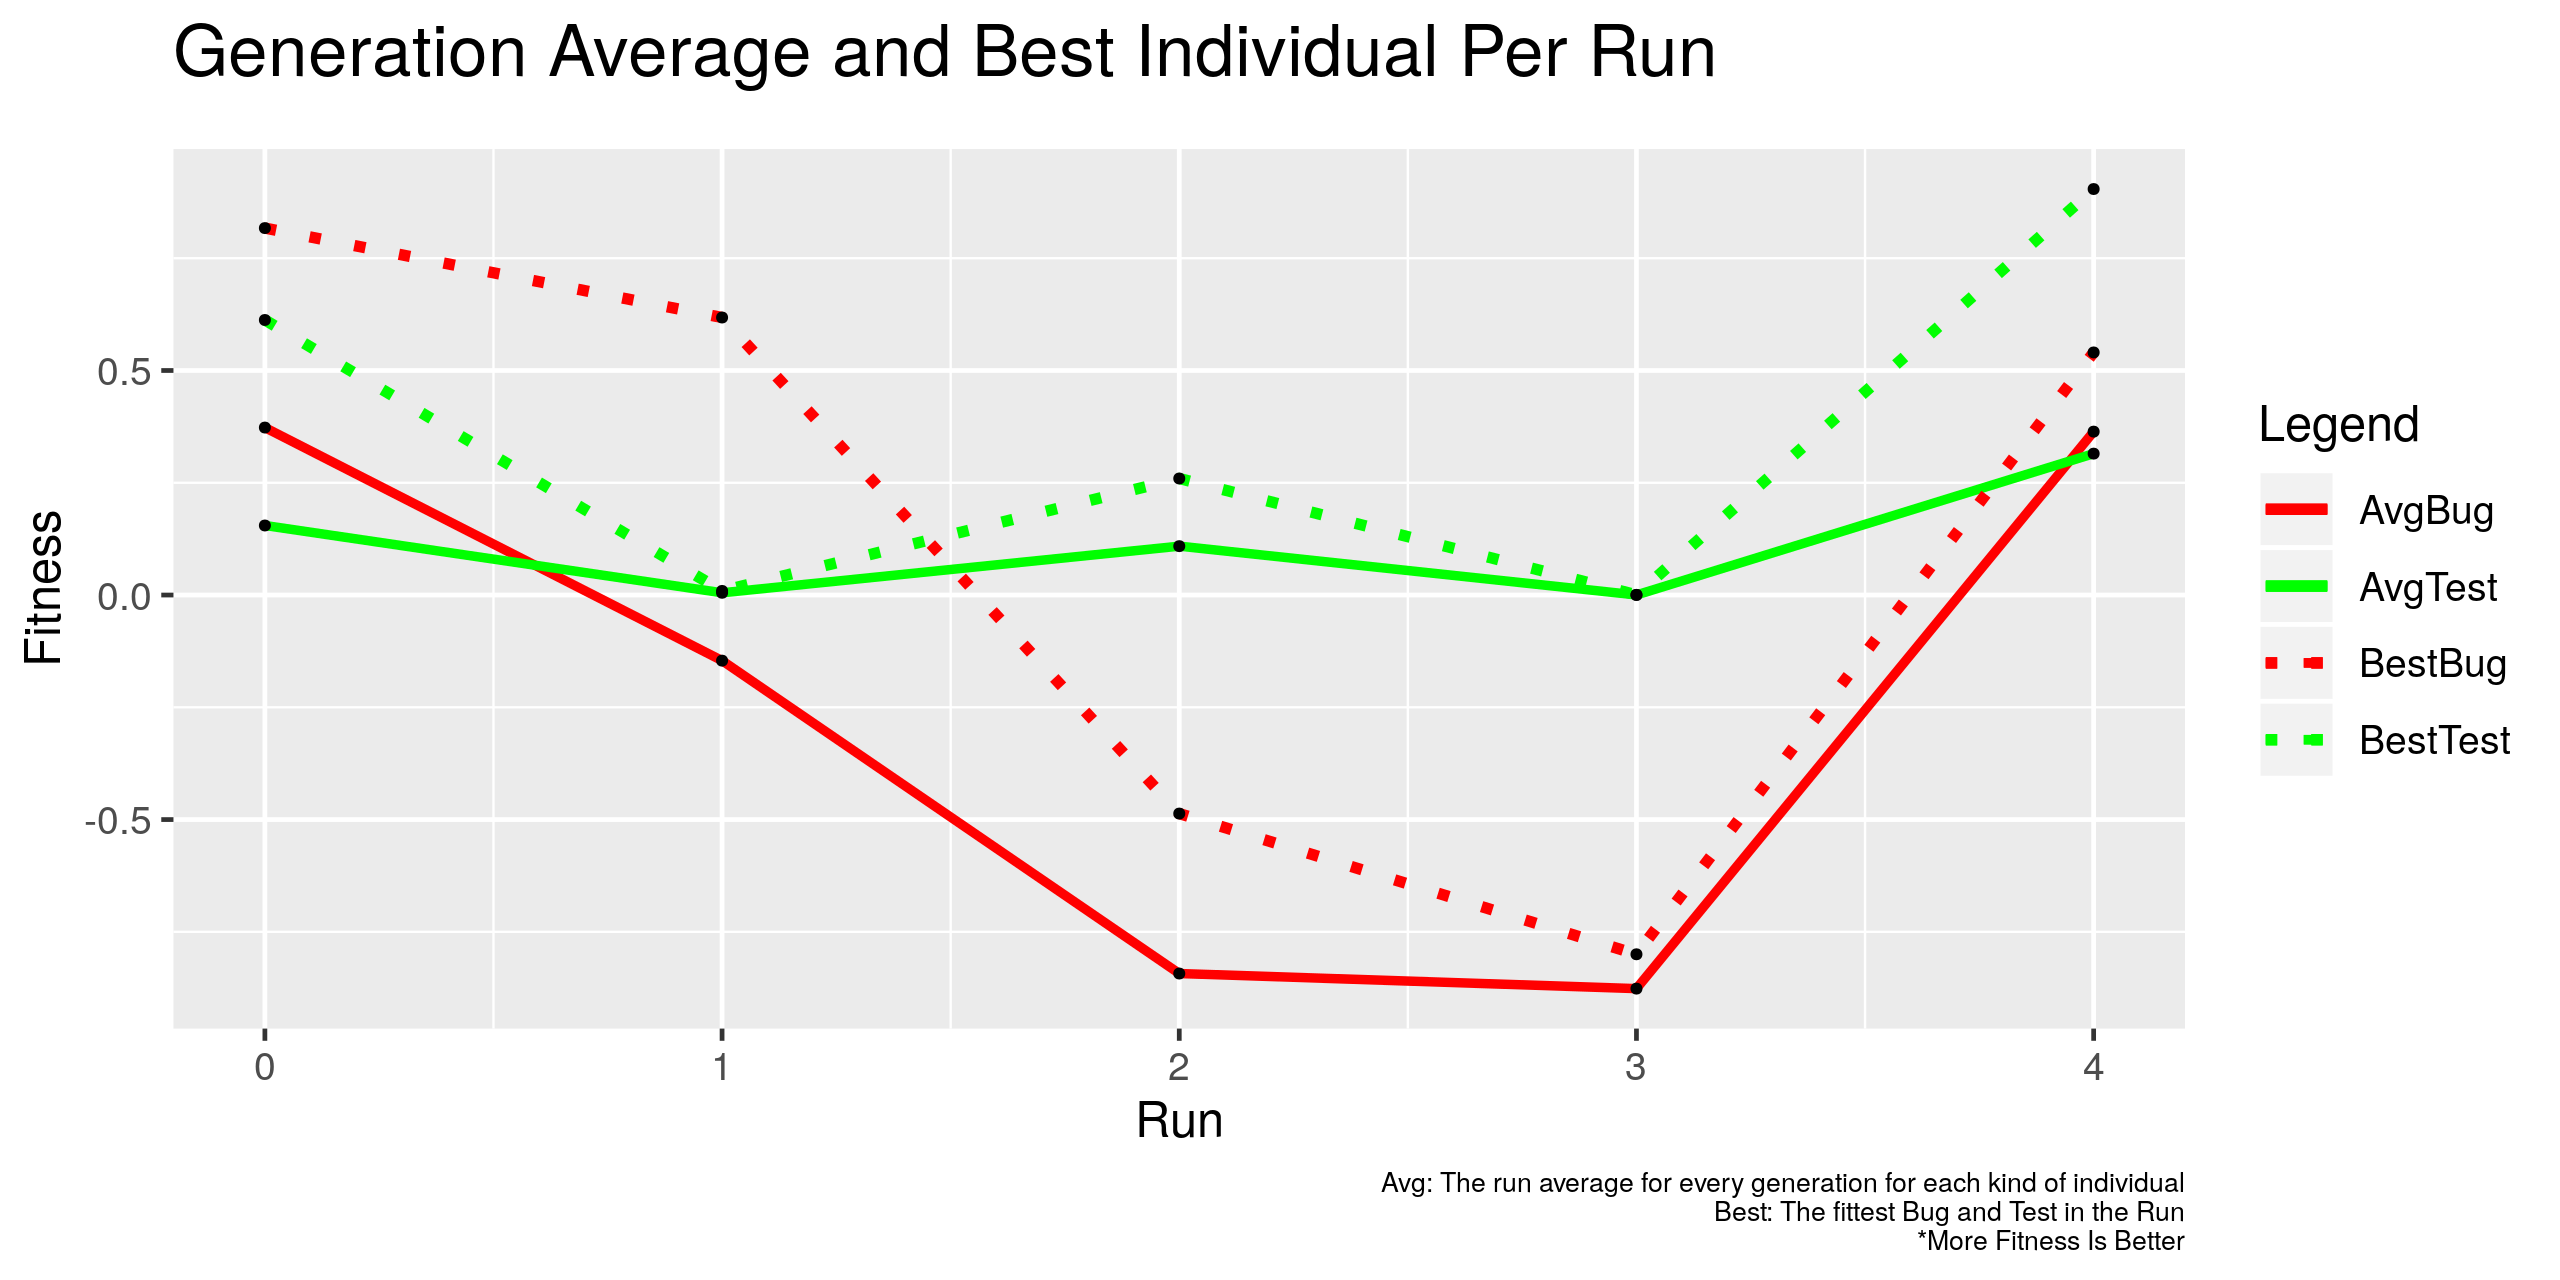 Generation Average and Best Individual Per Run
Fitness
0.5
0.0
-0.5
0
1
2
3
4
Run
Legend
AvgBug
AvgTest
BestBug
BestTest
Avg: The run average for every generation for each kind of individual
Best: The fittest Bug and Test in the Run
*More Fitness Is Better